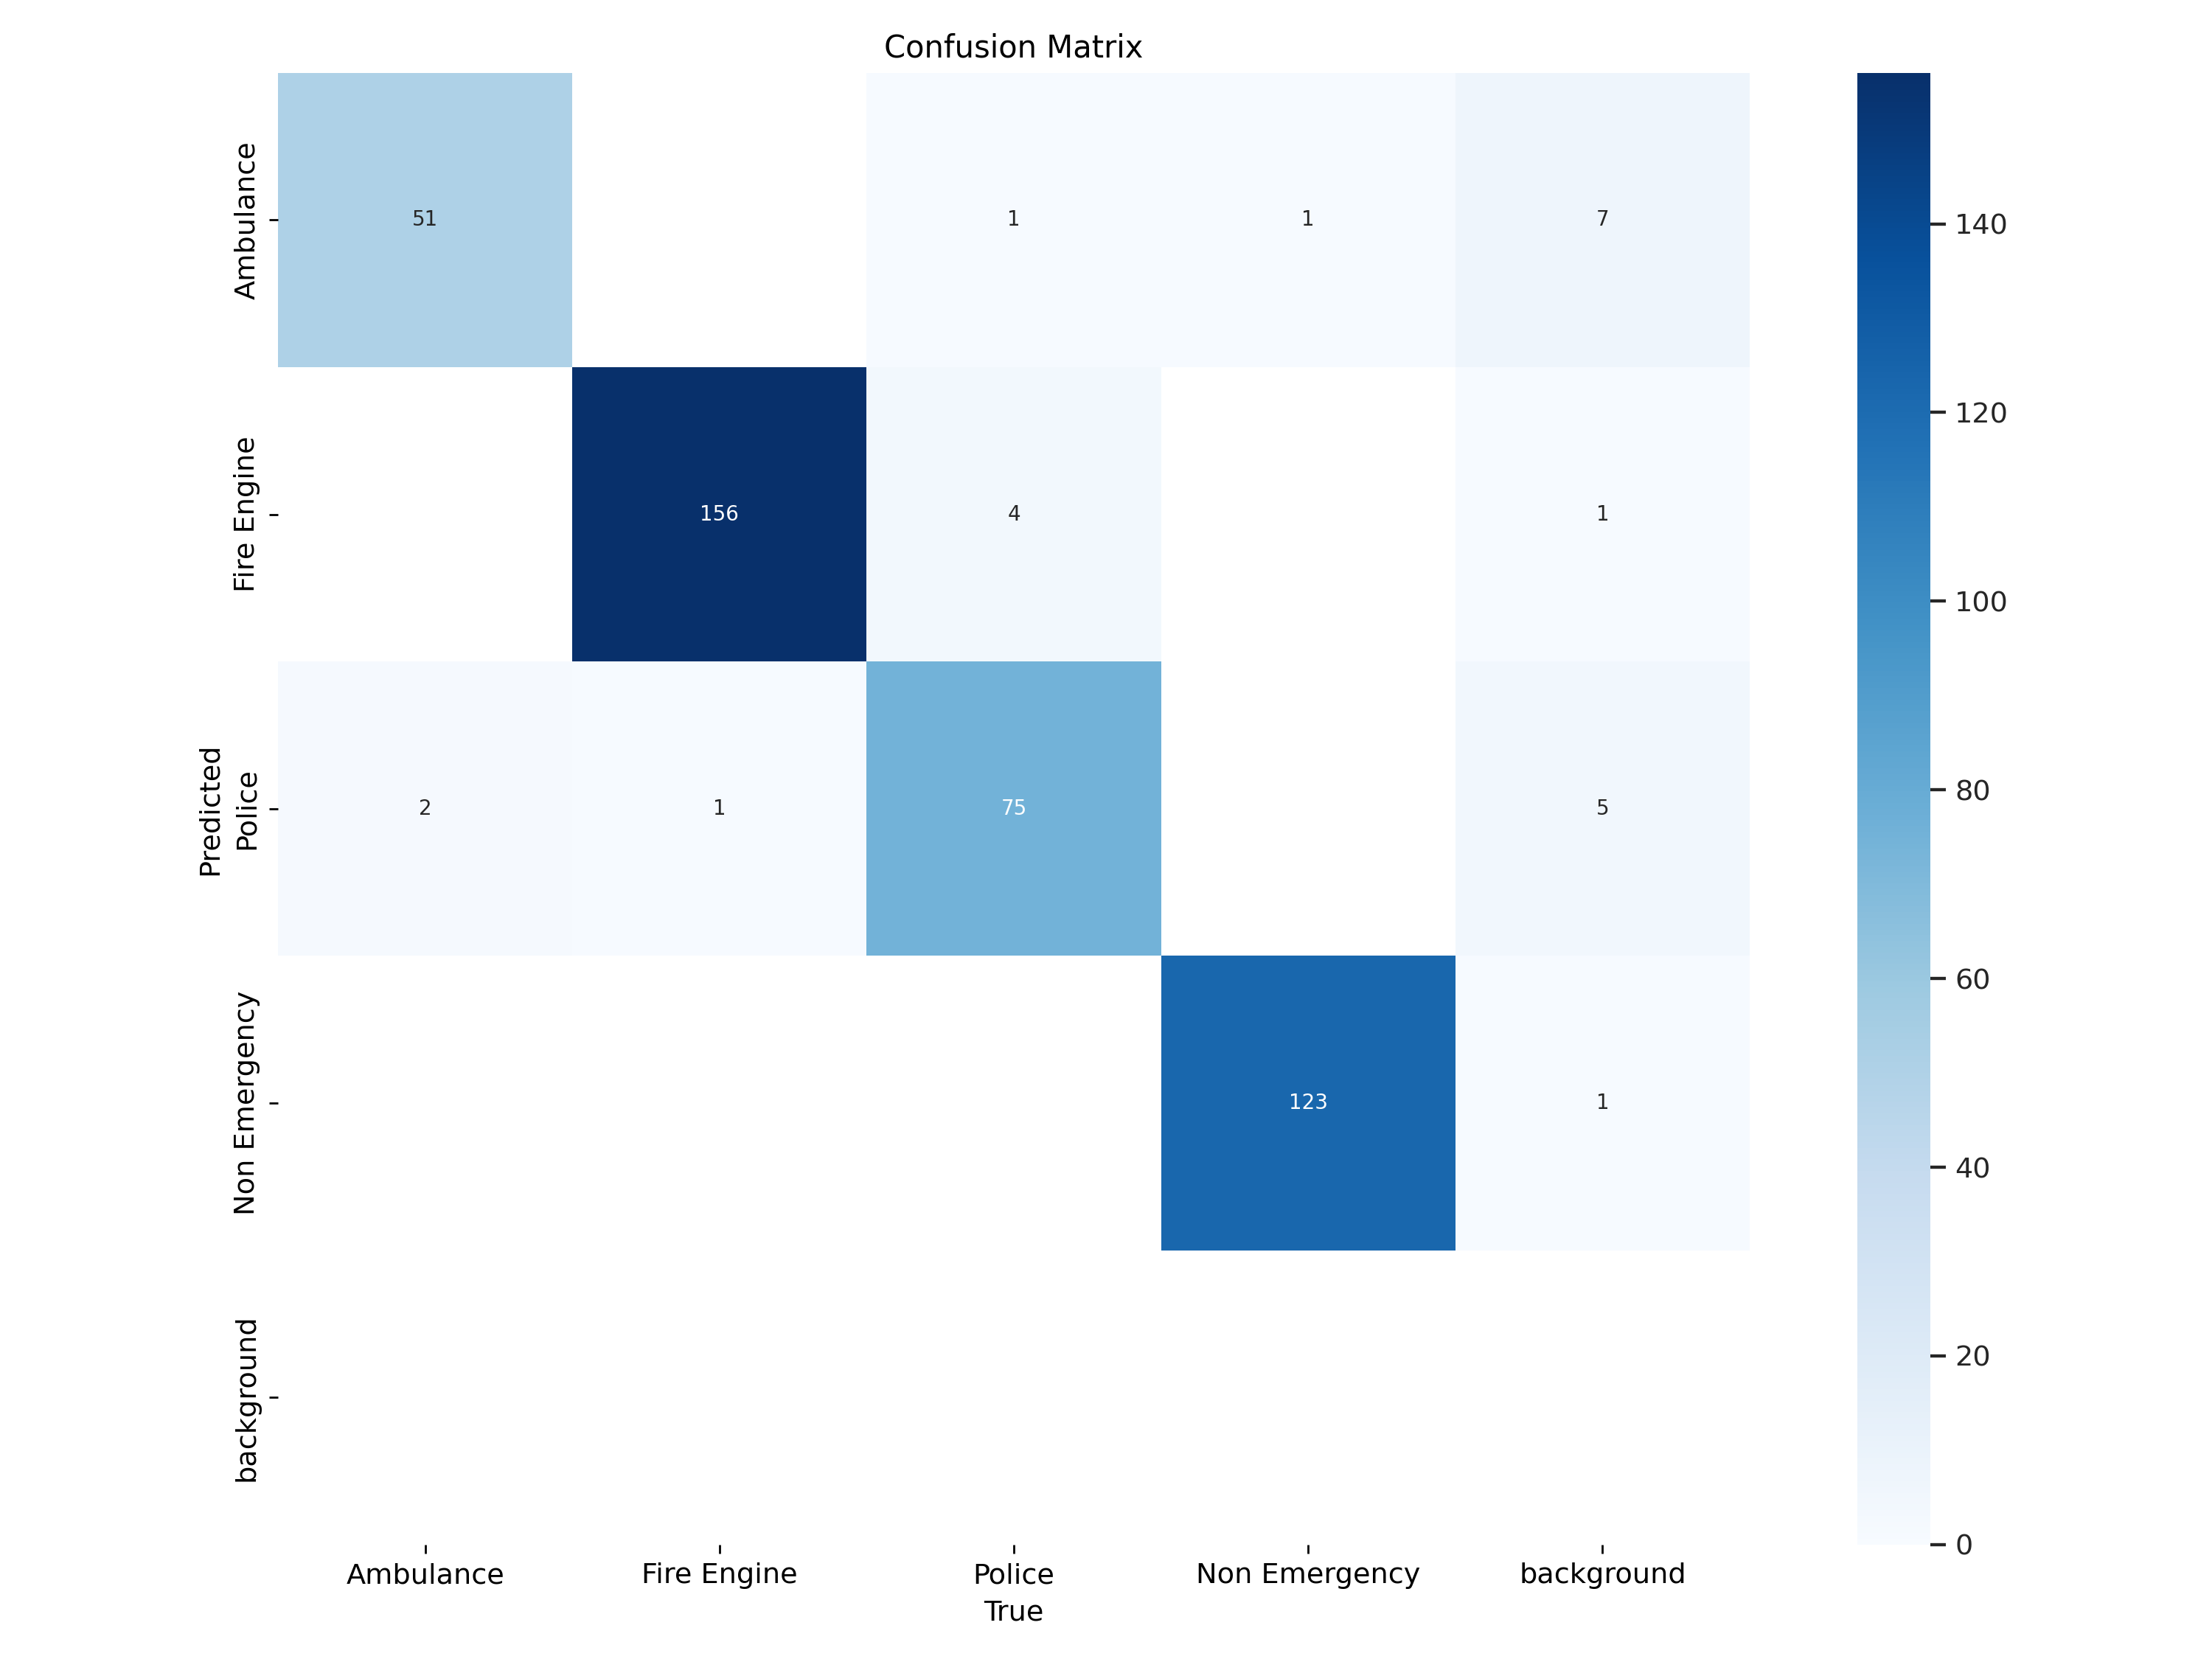 Confusion Matrix
Predicted
Ambulance
51
1
1
7
Fire Engine
156
4
1
Police
2
1
75
5
Non Emergency
123
1
background
Ambulance
Fire Engine
Police
Non Emergency
background
True
140
120
100
80
60
40
20
0